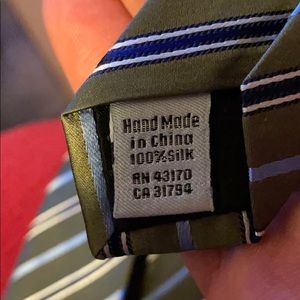 Hand Made
in China
100%Silk
RN 43170
CA 31794